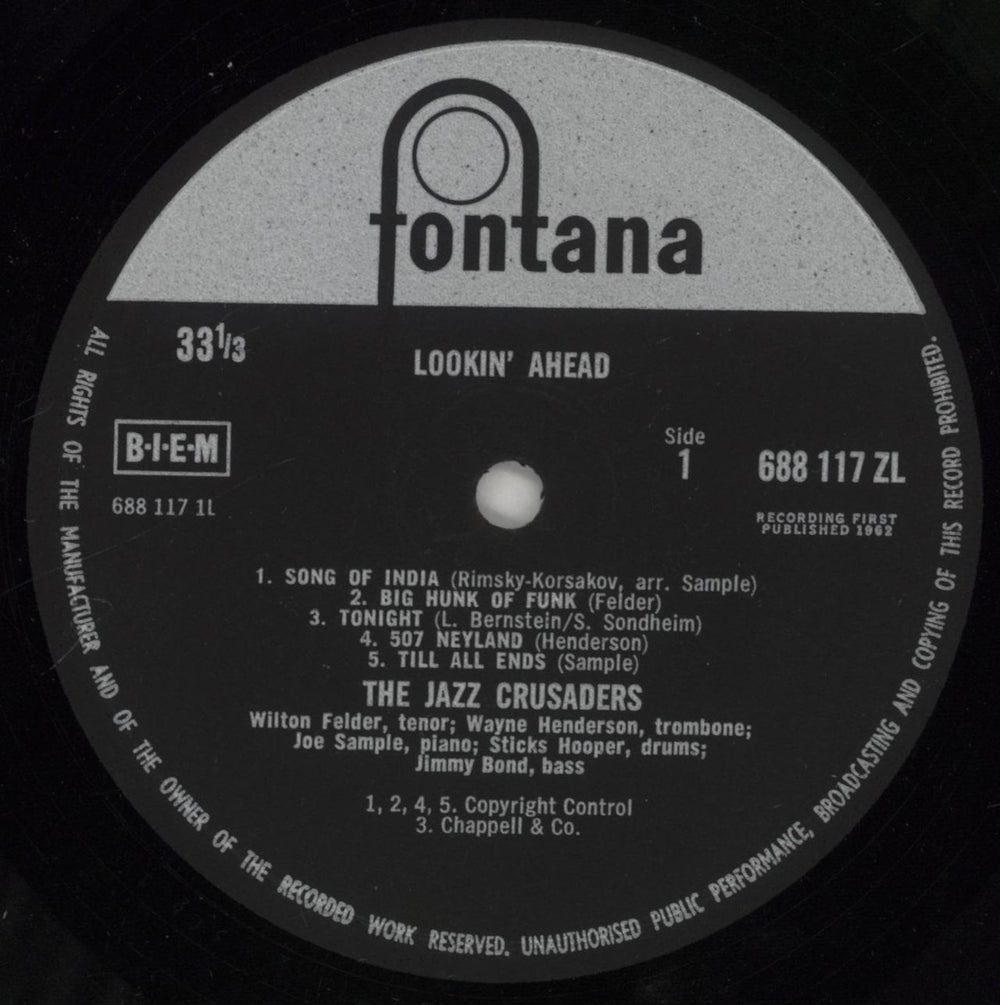 fontana
33 1/3
LOOKIN' AHEAD
B·I·E·M
688 117 1L
Side
1
688 117 ZL
RECORDING FIRST
PUBLISHED 1962
1. SONG OF INDIA (Rimsky-Korsakov, arr. Sample)
2. BIG HUNK OF FUNK (Felder)
3. TONIGHT (L. Bernstein/S. Sondheim)
4. 507 NEYLAND (Henderson)
5. TILL ALL ENDS (Sample)
THE JAZZ CRUSADERS
Wilton Felder, tenor; Wayne Henderson, trombone;
Joe Sample, piano; Sticks Hooper, drums;
Jimmy Bond, bass
1, 2, 4, 5. Copyright Control
3. Chappell & Co.
ALL RIGHTS OF THE MANUFACTURER AND OF THE OWNER OF THE RECORDED WORK RESERVED. UNAUTHORISED PUBLIC PERFORMANCE, BROADCASTING AND COPYING OF THIS RECORD PROHIBITED.